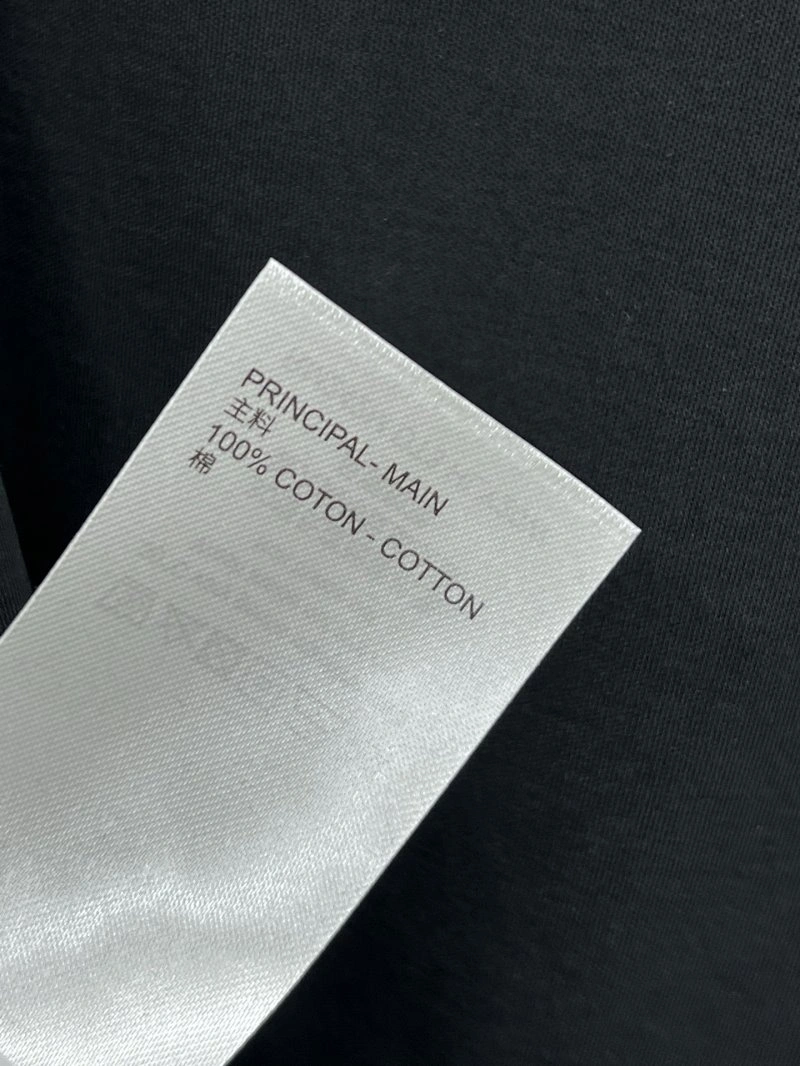 PRINCIPAL- MAIN
主料
100% COTON - COTTON
棉